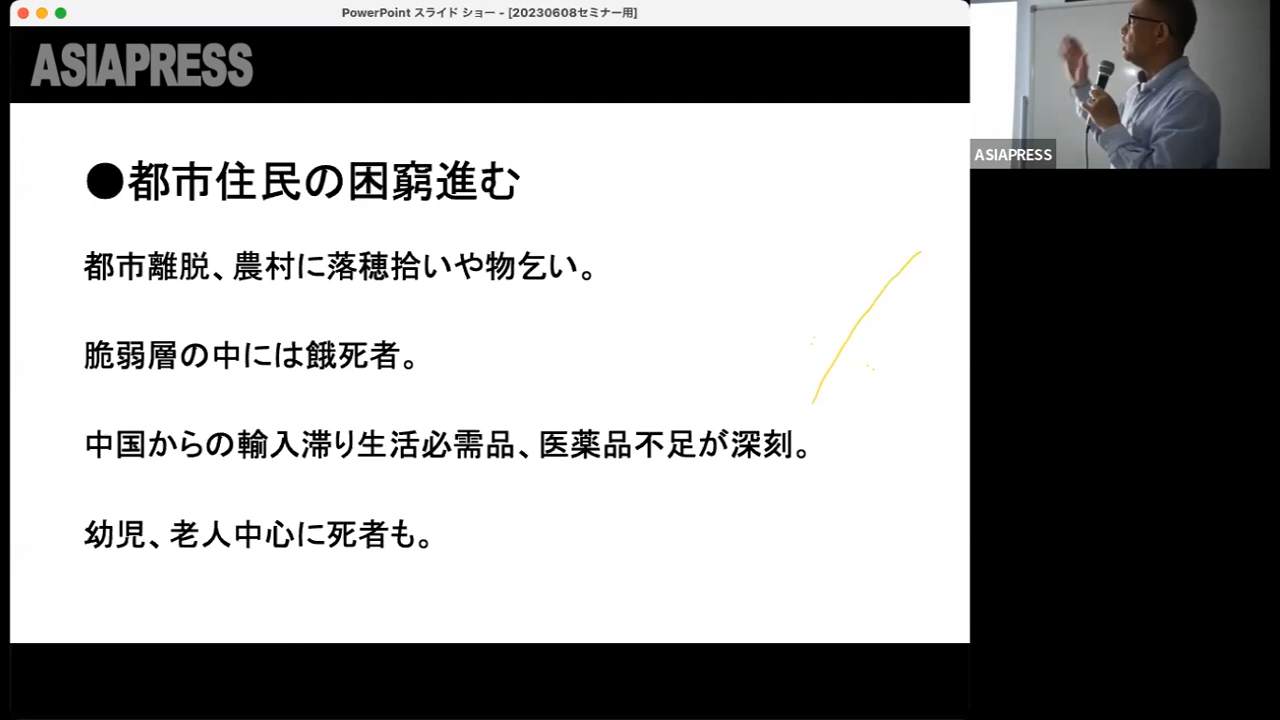 PowerPoint スライド ショー - [20230608セミナー用]
ASIAPRESS
●都市住民の困窮進む
都市離脱、農村に落穂拾いや物乞い。
脆弱層の中には餓死者。
中国からの輸入滞り生活必需品、医薬品不足が深刻。
幼児、老人中心に死者も。
ASIAPRESS